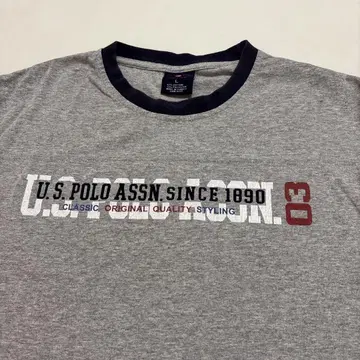 L
U.S. POLO ASSN. SINCE 1890
U.S. POLO ASSN.
CLASSIC ORIGINAL QUALITY STYLING
03